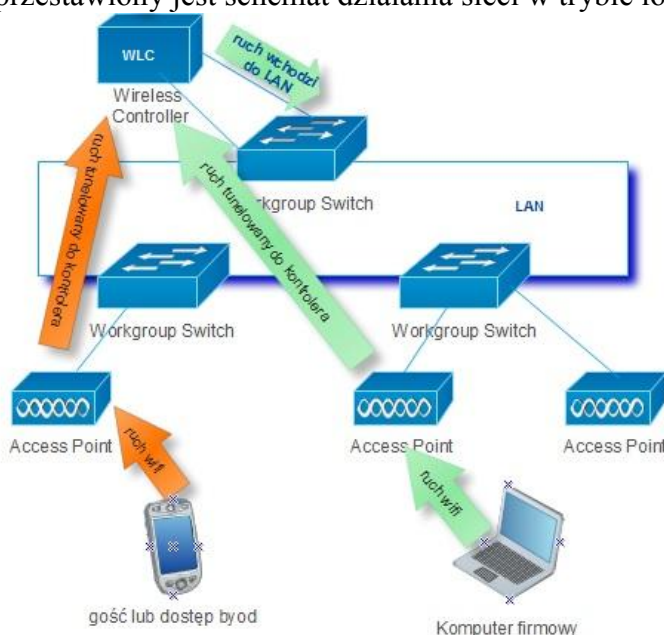 przestawiony jest schemat działania sieci w trybie lo
WLC
Wireless
Controller
ruch wchodzi
do LAN
ruch tunelowany do kontrolera
ruch tunelowany do kontrolera
rkgroup Switch
LAN
Workgroup Switch
Workgroup Switch
Access Point
Access Point
Access Point
ruch wifi
ruch wifi
gość lub dostęp byod
Komputer firmowy